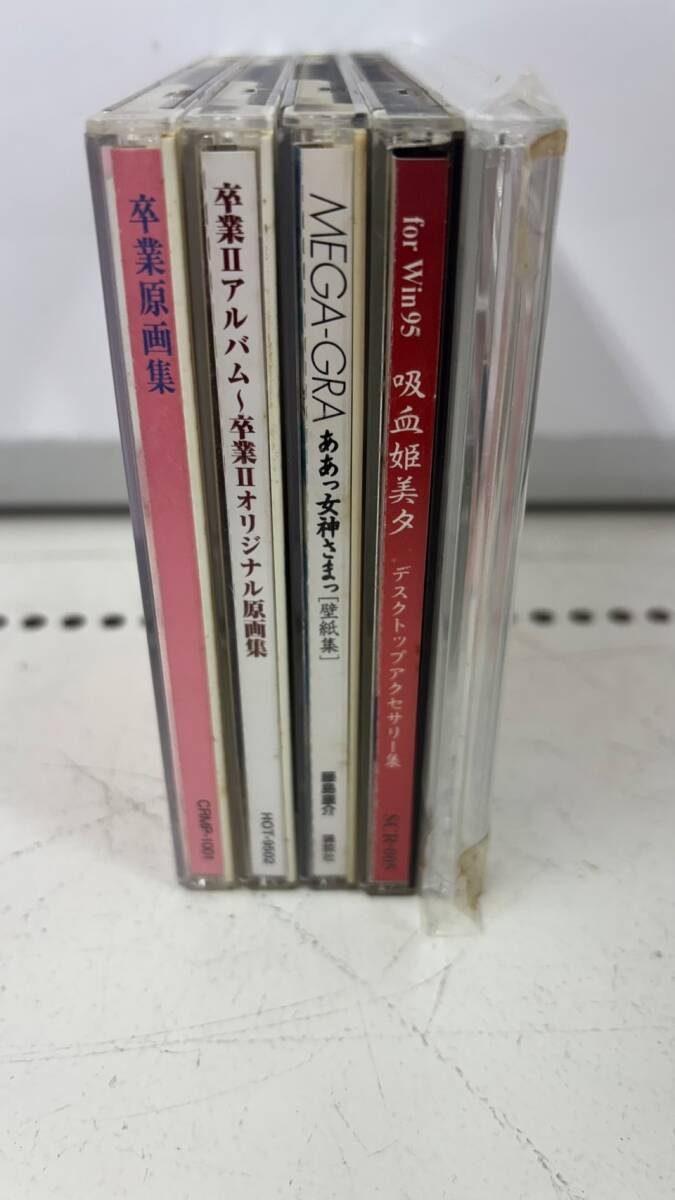 卒業原画集
CRMP-1001
卒業IIアルバム～卒業IIオリジナル原画集
HOT-9502
MEGA-GRA ああっ女神さまっ[壁紙集]
藤島康介 講談社
for Win95 吸血姫美夕 デスクトップアクセサリー集
SCR-008